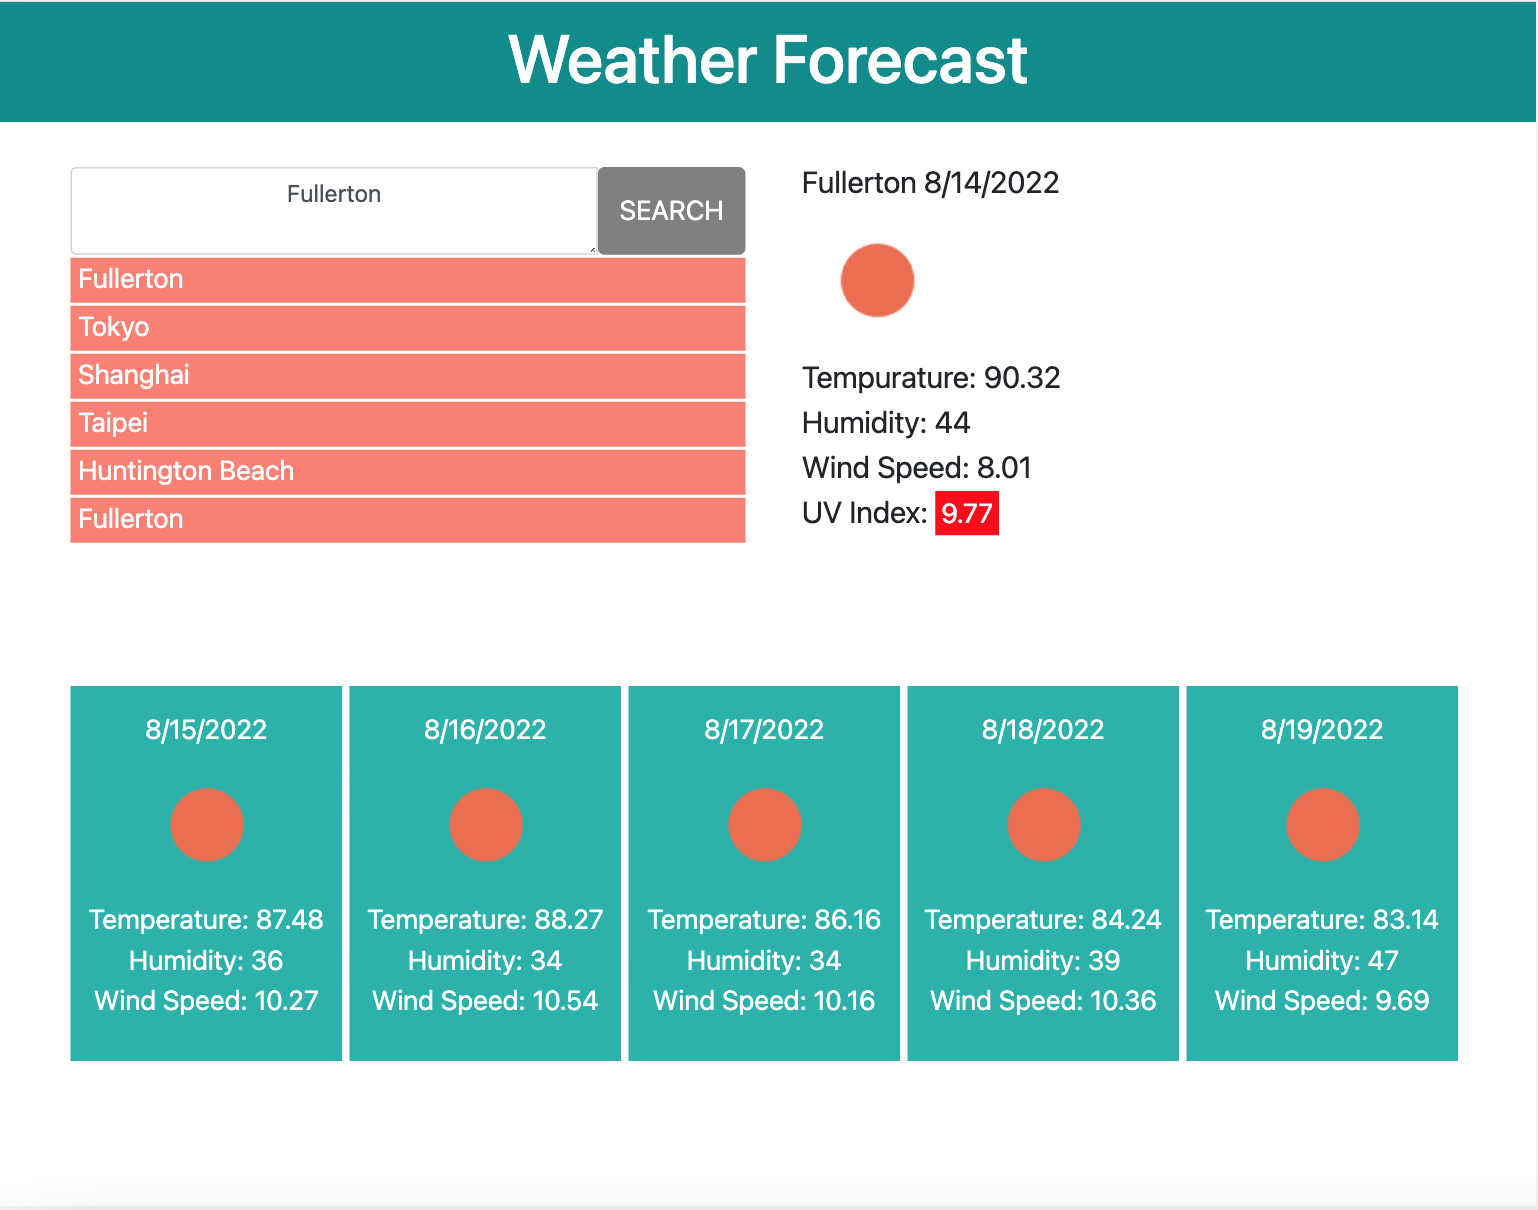 Weather Forecast
Fullerton
SEARCH
Fullerton
Tokyo
Shanghai
Taipei
Huntington Beach
Fullerton
Fullerton 8/14/2022
Tempurature: 90.32
Humidity: 44
Wind Speed: 8.01
UV Index: 9.77
8/15/2022
Temperature: 87.48
Humidity: 36
Wind Speed: 10.27
8/16/2022
Temperature: 88.27
Humidity: 34
Wind Speed: 10.54
8/17/2022
Temperature: 86.16
Humidity: 34
Wind Speed: 10.16
8/18/2022
Temperature: 84.24
Humidity: 39
Wind Speed: 10.36
8/19/2022
Temperature: 83.14
Humidity: 47
Wind Speed: 9.69